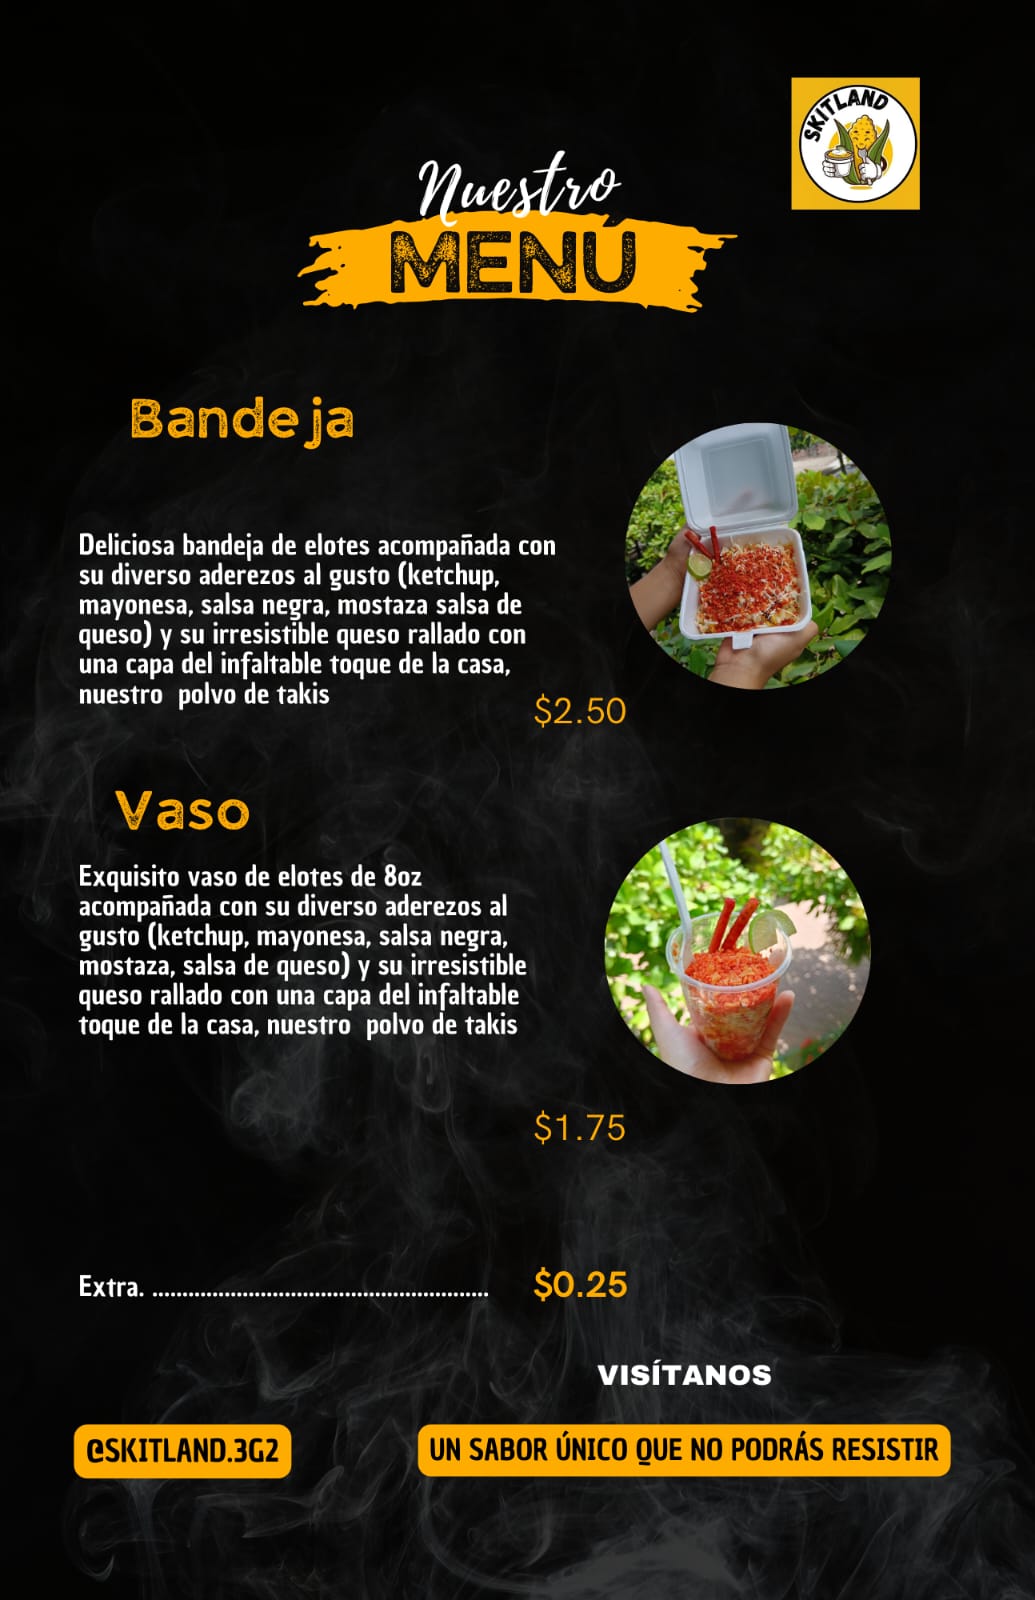 SKITLAND
Nuestro
MENÚ
Bandeja
Deliciosa bandeja de elotes acompañada con
su diverso aderezos al gusto (ketchup,
mayonesa, salsa negra, mostaza salsa de
queso) y su irresistible queso rallado con
una capa del infaltable toque de la casa,
nuestro  polvo de takis
$2.50
Vaso
Exquisito vaso de elotes de 8oz
acompañada con su diverso aderezos al
gusto (ketchup, mayonesa, salsa negra,
mostaza, salsa de queso) y su irresistible
queso rallado con una capa del infaltable
toque de la casa, nuestro  polvo de takis
$1.75
Extra. ........................................................ $0.25
VISÍTANOS
@SKITLAND.3G2
UN SABOR ÚNICO QUE NO PODRÁS RESISTIR